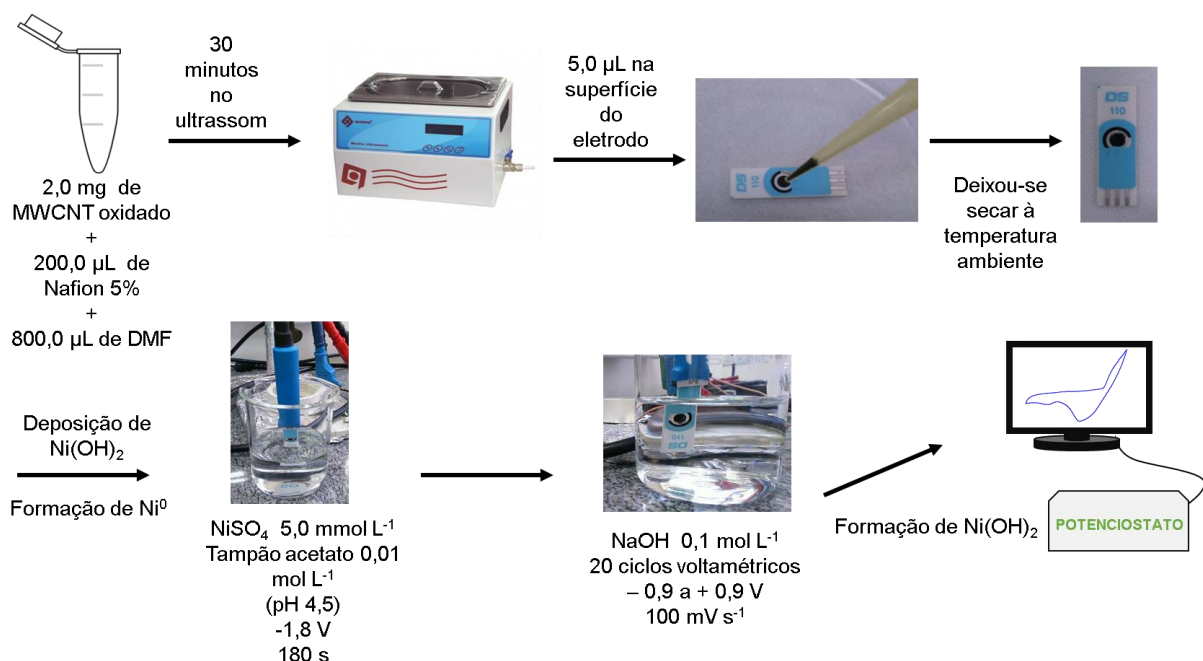 30
minutos
no
ultrassom
5,0 µL na
superfície
do
eletrodo
DS
110
DS
110
2,0 mg de
MWCNT oxidado
+
200,0 µL de
Nafion 5%
+
800,0 µL de DMF
Deixou-se
secar à
temperatura
ambiente
Deposição de
Ni(OH)₂
Formação de Ni⁰
NiSO₄ 5,0 mmol L⁻¹
Tampão acetato 0,01
mol L⁻¹
(pH 4,5)
-1,8 V
180 s
DS
110
NaOH 0,1 mol L⁻¹
20 ciclos voltamétricos
– 0,9 a + 0,9 V
100 mV s⁻¹
Formação de Ni(OH)₂
POTENCIOSTATO